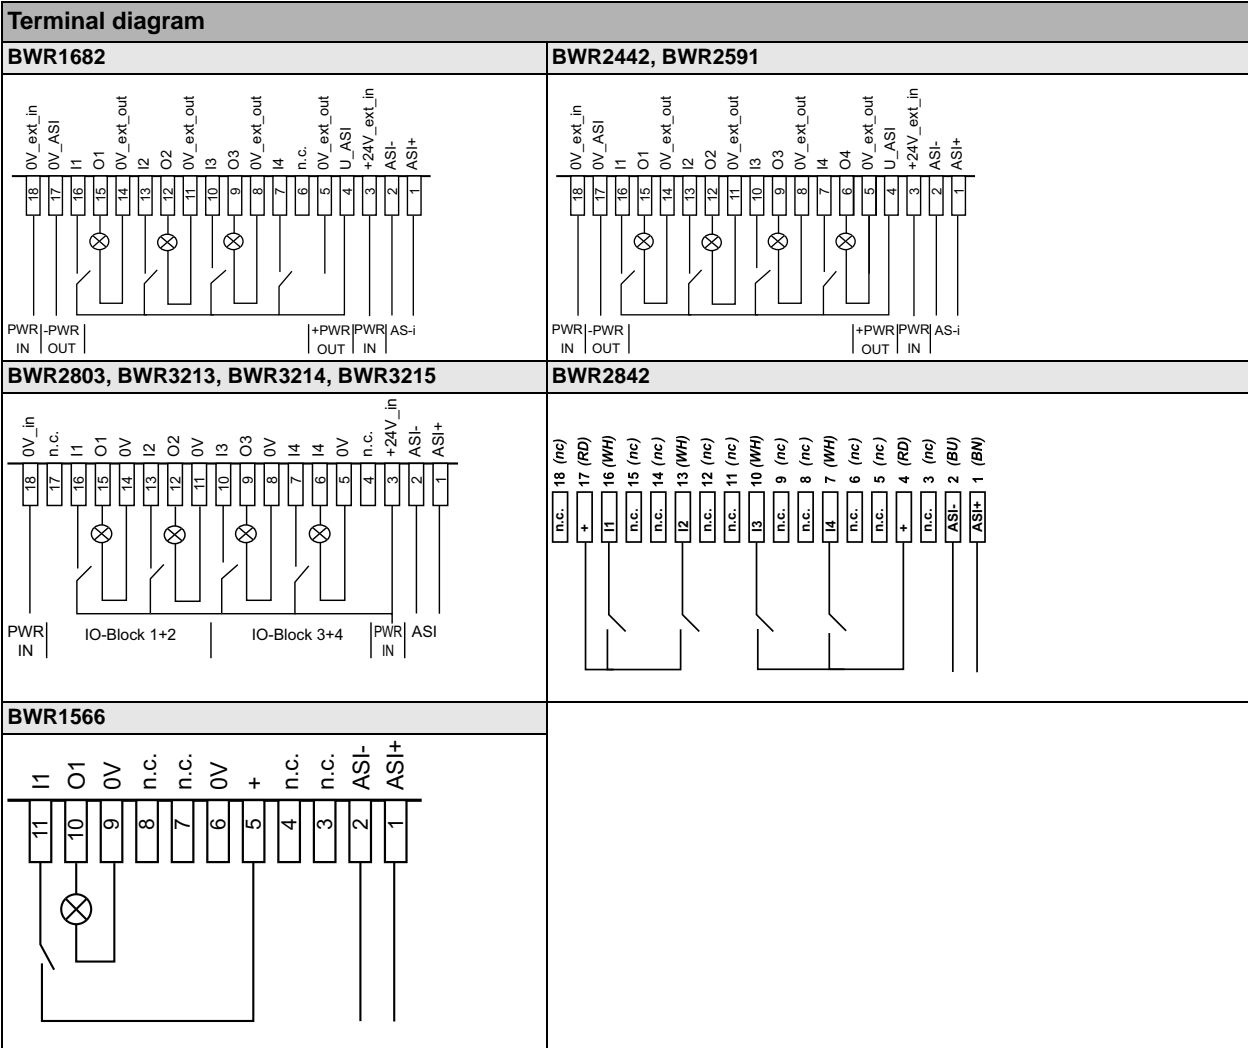 Terminal diagram
BWR1682
0V_ext_in
0V_ASI
I1
O1
0V_ext_out
I2
O2
0V_ext_out
I3
O3
0V_ext_out
I4
n.c.
0V_ext_out
U_ASI
+24V_ext_in
ASI-
ASI+
18 17 16 15 14 13 12 11 10 9 8 7 6 5 4 3 2 1
PWR -PWR +PWR PWR AS-i
IN OUT OUT IN
BWR2442, BWR2591
0V_ext_in
0V_ASI
I1
O1
0V_ext_out
I2
O2
0V_ext_out
I3
O3
0V_ext_out
I4
O4
0V_ext_out
U_ASI
+24V_ext_in
ASI-
ASI+
18 17 16 15 14 13 12 11 10 9 8 7 6 5 4 3 2 1
PWR -PWR +PWR PWR AS-i
IN OUT OUT IN
BWR2803, BWR3213, BWR3214, BWR3215
0V_in
n.c.
I1
O1
0V
I2
O2
0V
I3
O3
0V
I4
I4
0V
n.c.
+24V_in
ASI-
ASI+
18 17 16 15 14 13 12 11 10 9 8 7 6 5 4 3 2 1
PWR IO-Block 1+2 IO-Block 3+4 PWR ASI
IN IN
BWR2842
18 (nc)
17 (RD)
16 (WH)
15 (nc)
14 (nc)
13 (WH)
12 (nc)
11 (nc)
10 (WH)
9 (nc)
8 (nc)
7 (WH)
6 (nc)
5 (nc)
4 (RD)
3 (nc)
2 (BU)
1 (BN)
n.c. + I1 n.c. n.c. I2 n.c. n.c. I3 n.c. n.c. I4 n.c. n.c. + n.c. ASI- ASI+
BWR1566
I1
O1
0V
n.c.
n.c.
0V
+
n.c.
n.c.
ASI-
ASI+
11 10 9 8 7 6 5 4 3 2 1